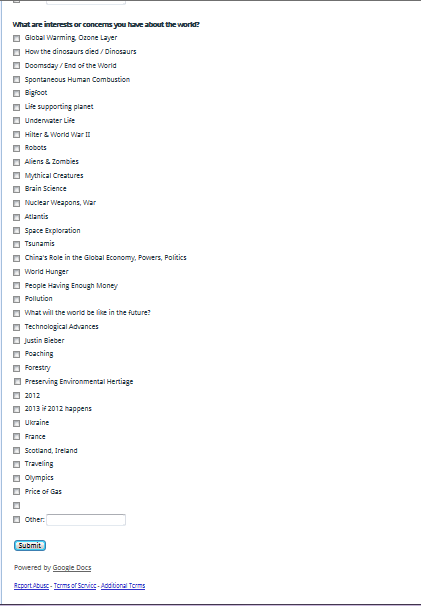 What are interests or concerns you have about the world?
Global Warming, Ozone Layer
How the dinosaurs died / Dinosaurs
Doomsday / End of the World
Spontaneous Human Combustion
Bigfoot
Life supporting planet
Underwater Life
Hilter & World War II
Robots
Aliens & Zombies
Mythical Creatures
Brain Science
Nuclear Weapons, War
Atlantis
Space Exploration
Tsunamis
China's Role in the Global Economy, Powers, Politics
World Hunger
People Having Enough Money
Pollution
What will the world be like in the future?
Technological Advances
Justin Bieber
Poaching
Forestry
Preserving Environmental Hertiage
2012
2013 if 2012 happens
Ukraine
France
Scotland, Ireland
Traveling
Olympics
Price of Gas
Other:
Submit
Powered by Google Docs
Report Abuse - Terms of Service - Additional Terms